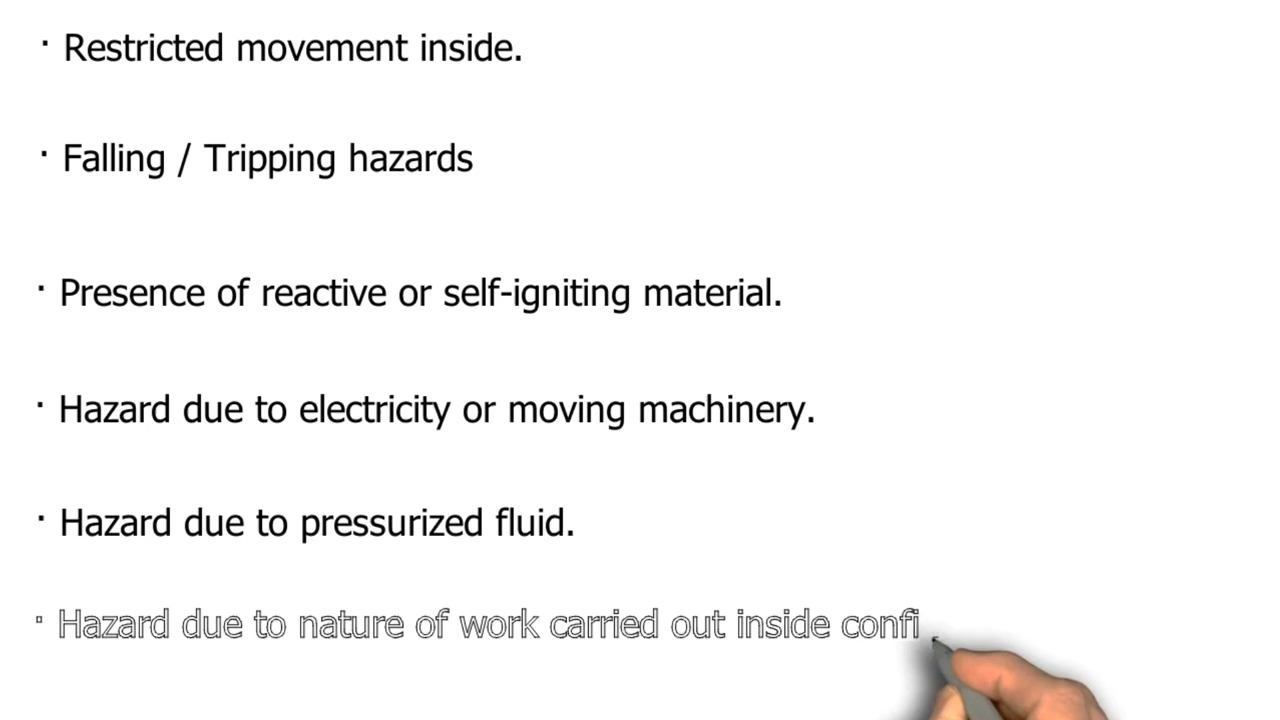 · Restricted movement inside.
· Falling / Tripping hazards
· Presence of reactive or self-igniting material.
· Hazard due to electricity or moving machinery.
· Hazard due to pressurized fluid.
· Hazard due to nature of work carried out inside confi